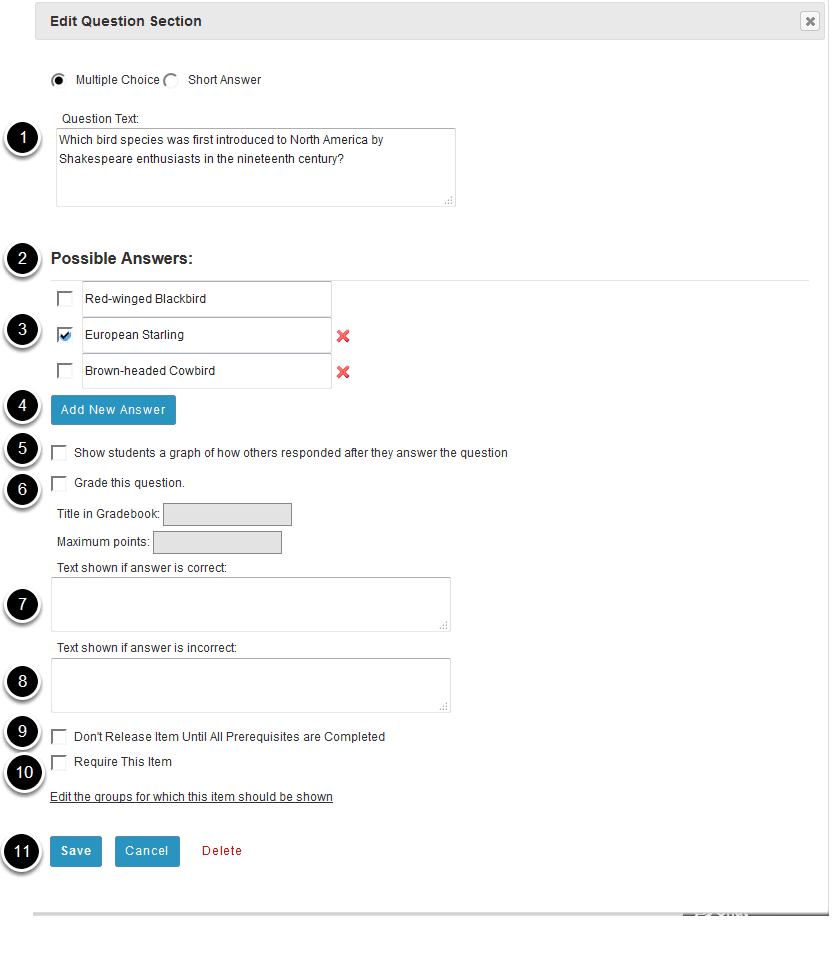 Edit Question Section
Multiple Choice Short Answer
Question Text:
1
Which bird species was first introduced to North America by
Shakespeare enthusiasts in the nineteenth century?
2 Possible Answers:
Red-winged Blackbird
3 European Starling
Brown-headed Cowbird
4 Add New Answer
5 Show students a graph of how others responded after they answer the question
6 Grade this question.
Title in Gradebook:
Maximum points:
Text shown if answer is correct:
7
Text shown if answer is incorrect:
8
9 Don't Release Item Until All Prerequisites are Completed
10 Require This Item
Edit the groups for which this item should be shown
11 Save Cancel Delete